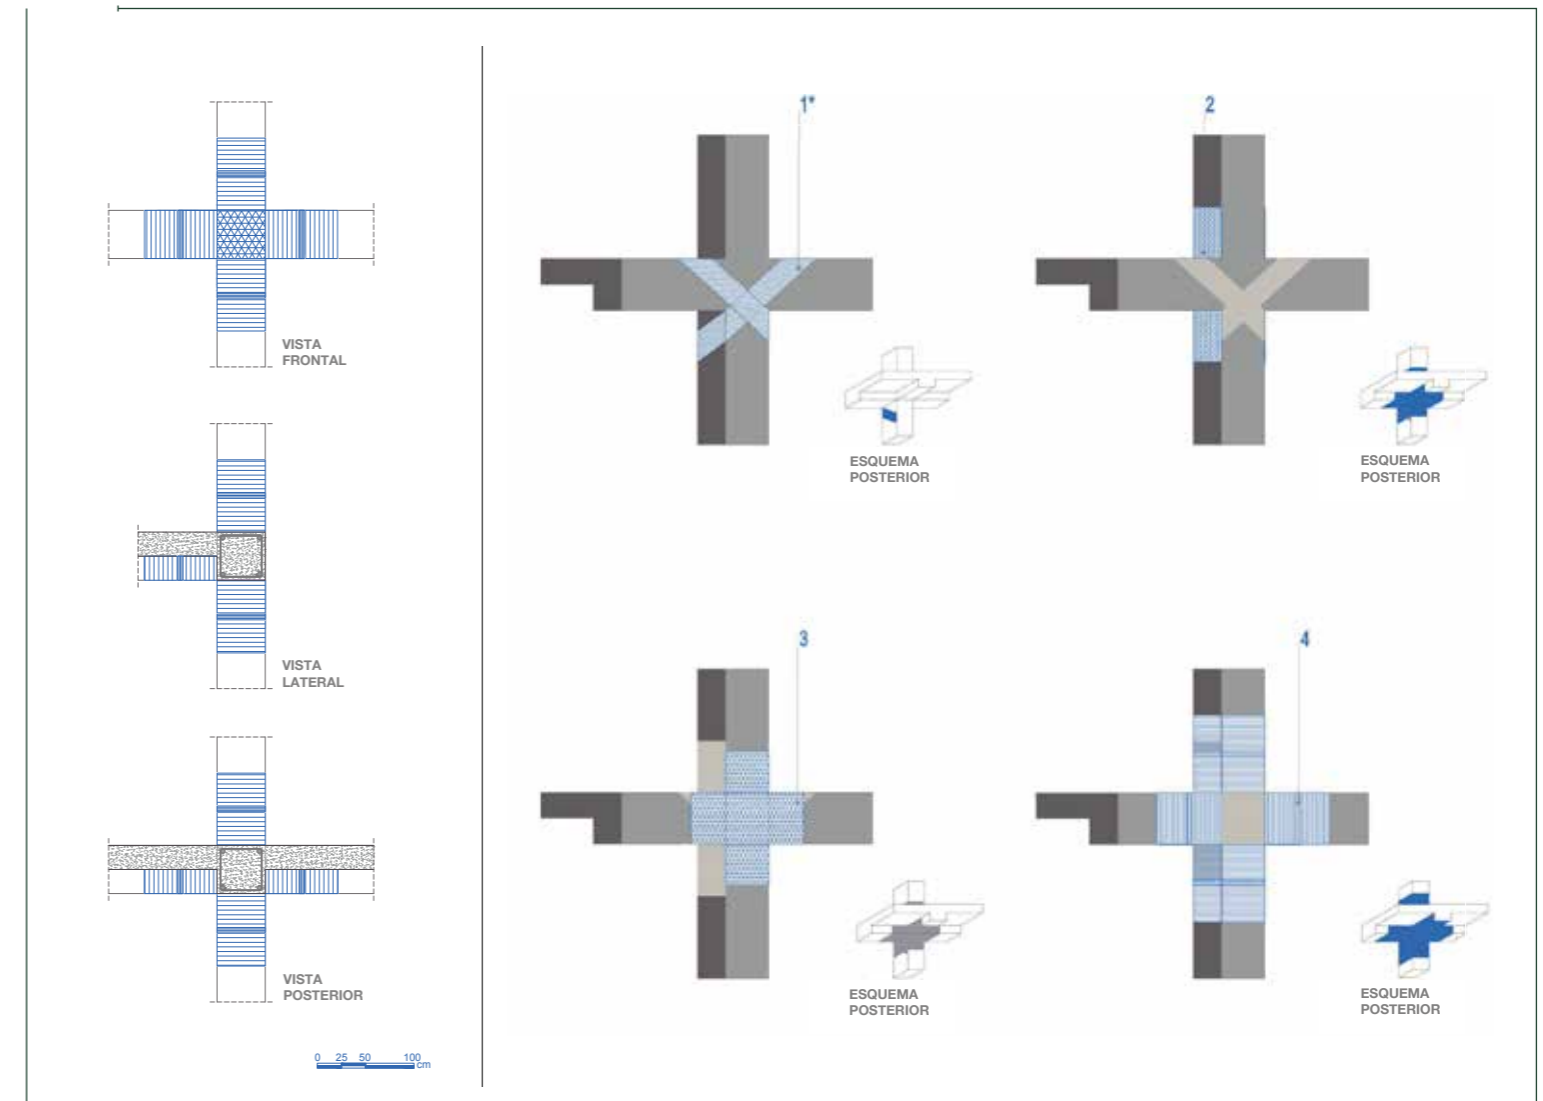 VISTA
FRONTAL
VISTA
LATERAL
VISTA
POSTERIOR
0 25 50 100
cm
1*
ESQUEMA
POSTERIOR
2
ESQUEMA
POSTERIOR
3
ESQUEMA
POSTERIOR
4
ESQUEMA
POSTERIOR